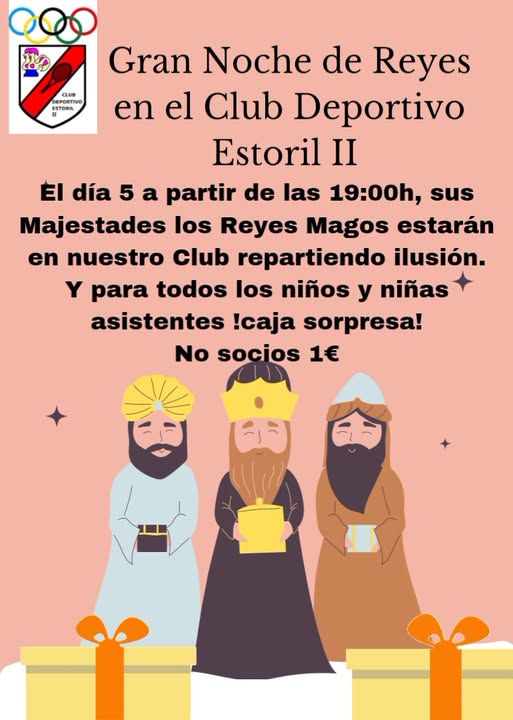 CLUB
DEPORTIVO
ESTORIL
II
Gran Noche de Reyes
en el Club Deportivo
Estoril II
El día 5 a partir de las 19:00h, sus
Majestades los Reyes Magos estarán
en nuestro Club repartiendo ilusión.
Y para todos los niños y niñas
asistentes !caja sorpresa!
No socios 1€